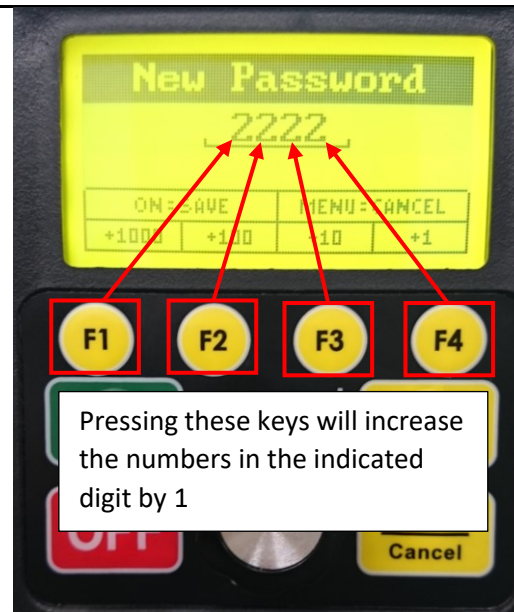 New Password
2222
ON=SAVE MENU=CANCEL
+1000 +100 +10 +1
F1 F2 F3 F4
Pressing these keys will increase
the numbers in the indicated
digit by 1
OFF
Cancel